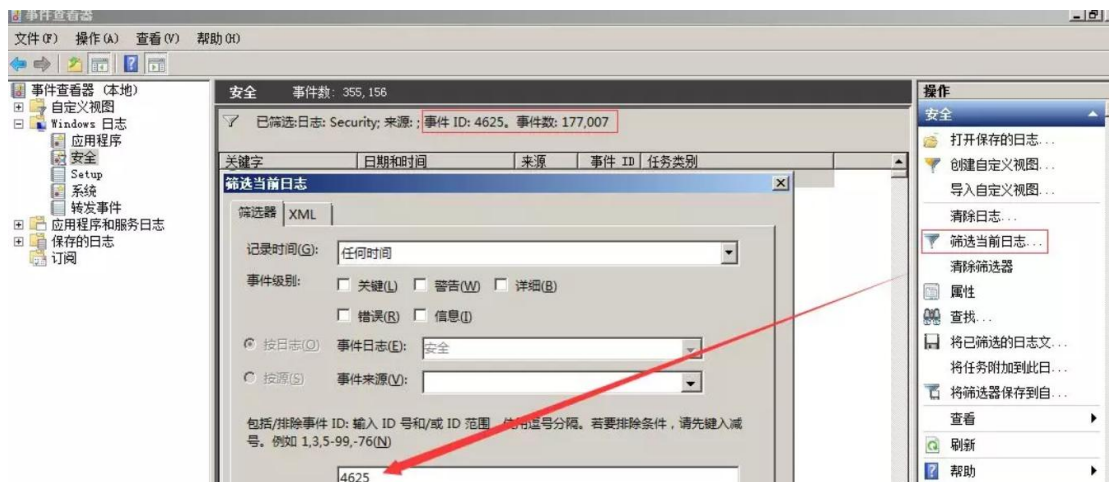 事件查看器
文件(F) 操作(A) 查看(V) 帮助(H)
事件查看器 (本地)
自定义视图
Windows 日志
应用程序
安全
Setup
系统
转发事件
应用程序和服务日志
保存的日志
订阅
安全 事件数: 355,156
已筛选:日志: Security; 来源: ; 事件 ID: 4625。事件数: 177,007
关键字 日期和时间 来源 事件 ID 任务类别
筛选当前日志
筛选器 XML
记录时间(G): 任何时间
事件级别: 关键(L) 警告(W) 详细(B)
错误(R) 信息(I)
按日志(O) 事件日志(E): 安全
按源(S) 事件来源(V):
包括/排除事件 ID: 输入 ID 号和/或 ID 范围，使用逗号分隔。若要排除条件，请先键入减
号。例如 1,3,5-99,-76(N)
4625
操作
安全
打开保存的日志...
创建自定义视图...
导入自定义视图...
清除日志...
筛选当前日志...
清除筛选器
属性
查找...
将已筛选的日志文...
将任务附加到此日...
将筛选器保存到自...
查看
刷新
帮助